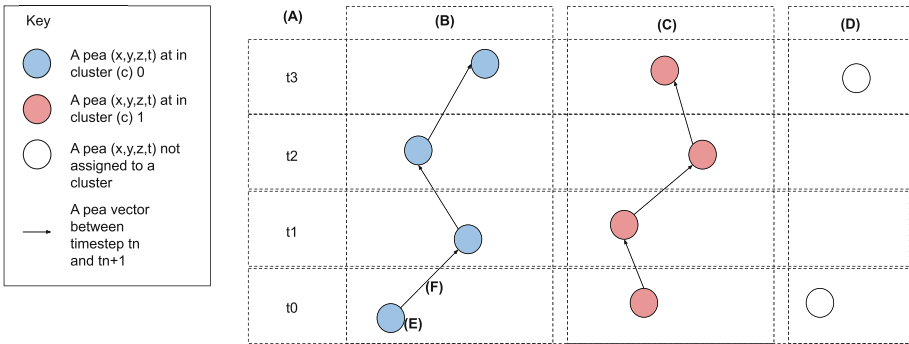 Key
A pea (x,y,z,t) at in
cluster (c) 0
A pea (x,y,z,t) at in
cluster (c) 1
A pea (x,y,z,t) not
assigned to a
cluster
A pea vector
between
timestep tn
and tn+1
(A)
(B)
(C)
(D)
t3
t2
t1
t0
(F)
(E)